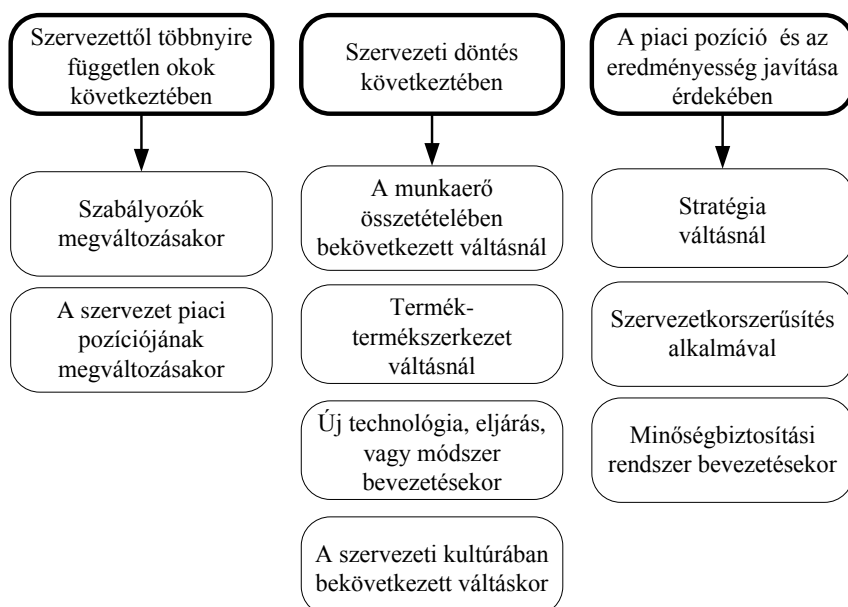 Szervezettől többnyire
független okok
következtében
Szervezeti döntés
következtében
A piaci pozíció és az
eredményesség javítása
érdekében
Szabályozók
megváltozásakor
A szervezet piaci
pozíciójának
megváltozásakor
A munkaerő
összetételében
bekövetkezett váltásnál
Termék-
termékszerkezet
váltásnál
Új technológia, eljárás,
vagy módszer
bevezetésekor
A szervezeti kultúrában
bekövetkezett váltáskor
Stratégia
váltásnál
Szervezetkorszerűsítés
alkalmával
Minőségbiztosítási
rendszer bevezetésekor